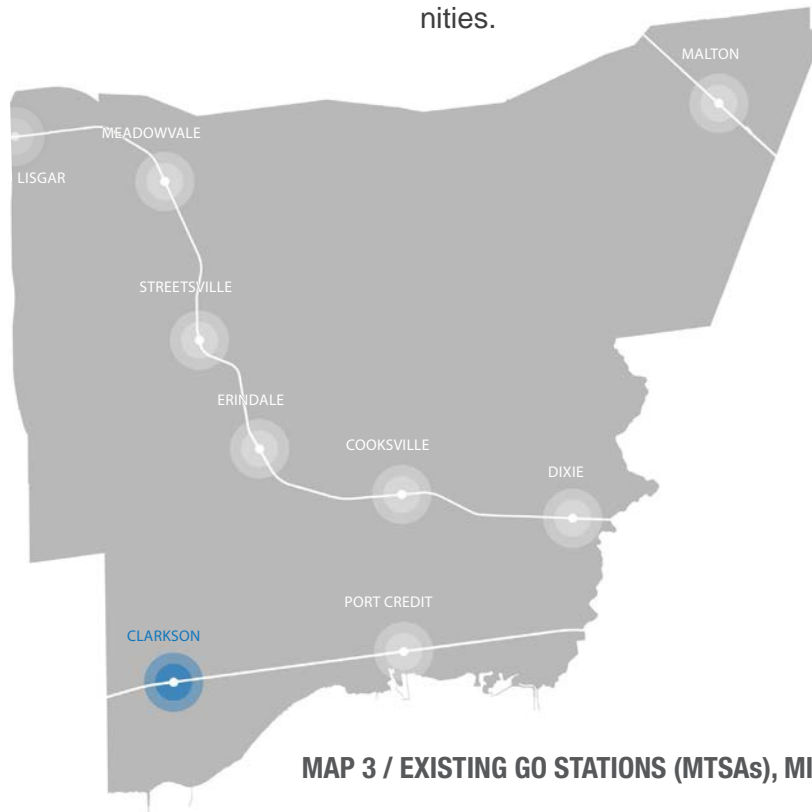 nities.
MALTON
MEADOWVALE
LISGAR
STREETSVILLE
ERINDALE
COOKSVILLE
DIXIE
PORT CREDIT
CLARKSON
MAP 3 / EXISTING GO STATIONS (MTSAs), MI